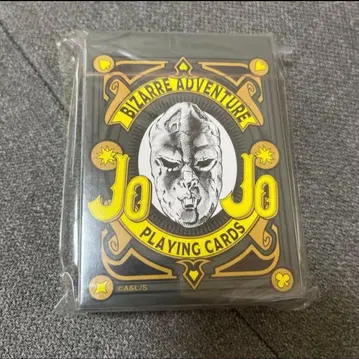 BIZARRE ADVENTURE
JoJo
PLAYING CARDS
©A&L/S